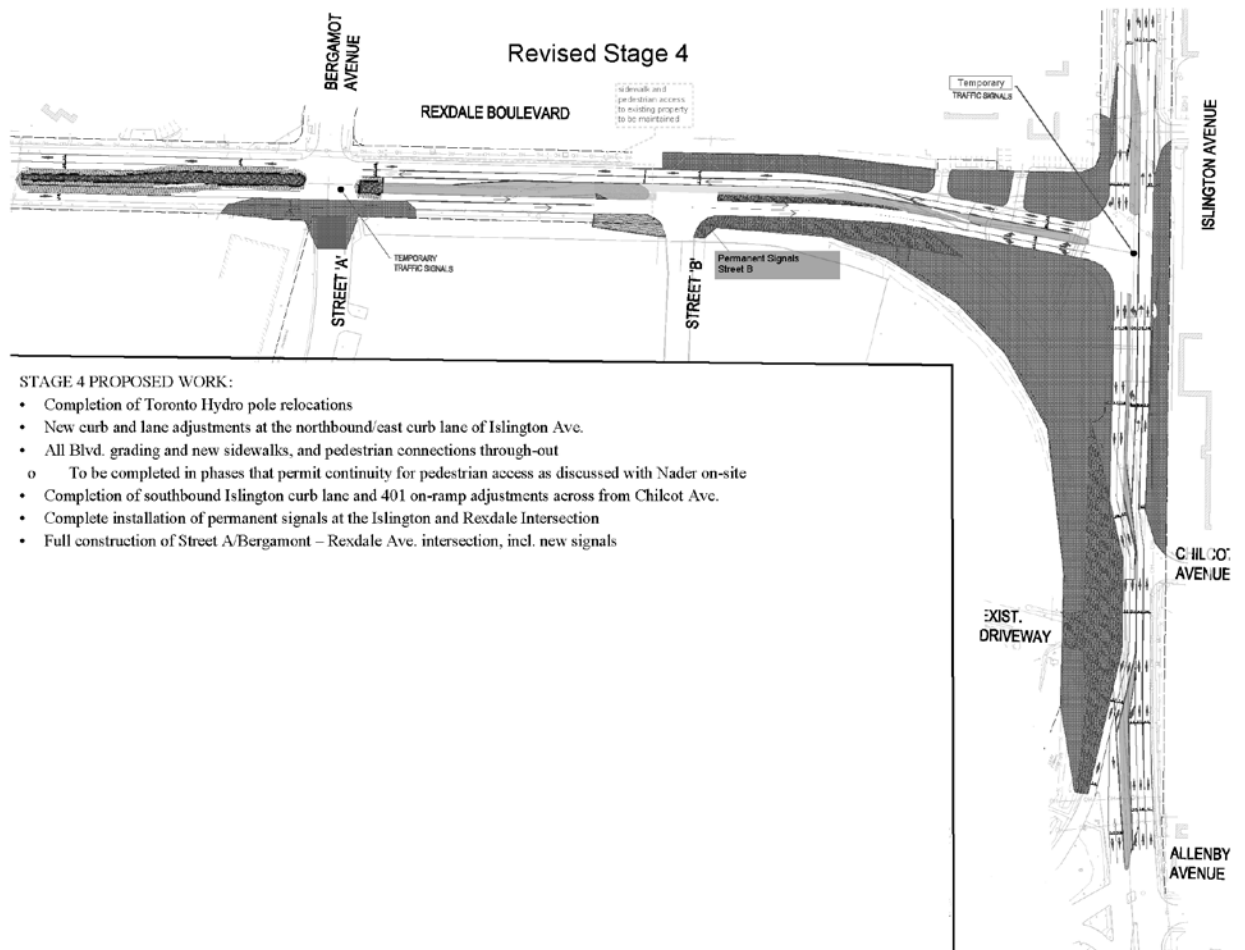 Revised Stage 4
BERGAMOT
AVENUE
REXDALE BOULEVARD
sidewalk and
pedestrian access
to existing property
to be maintained
Temporary
TRAFFIC SIGNALS
ISLINGTON AVENUE
TEMPORARY
TRAFFIC SIGNALS
STREET 'A'
STREET 'B'
Permanent Signals
Street B
STAGE 4 PROPOSED WORK:
• Completion of Toronto Hydro pole relocations
• New curb and lane adjustments at the northbound/east curb lane of Islington Ave.
• All Blvd. grading and new sidewalks, and pedestrian connections through-out
o To be completed in phases that permit continuity for pedestrian access as discussed with Nader on-site
• Completion of southbound Islington curb lane and 401 on-ramp adjustments across from Chilcot Ave.
• Complete installation of permanent signals at the Islington and Rexdale Intersection
• Full construction of Street A/Bergamont – Rexdale Ave. intersection, incl. new signals
CHILCOT
AVENUE
EXIST.
DRIVEWAY
ALLENBY
AVENUE